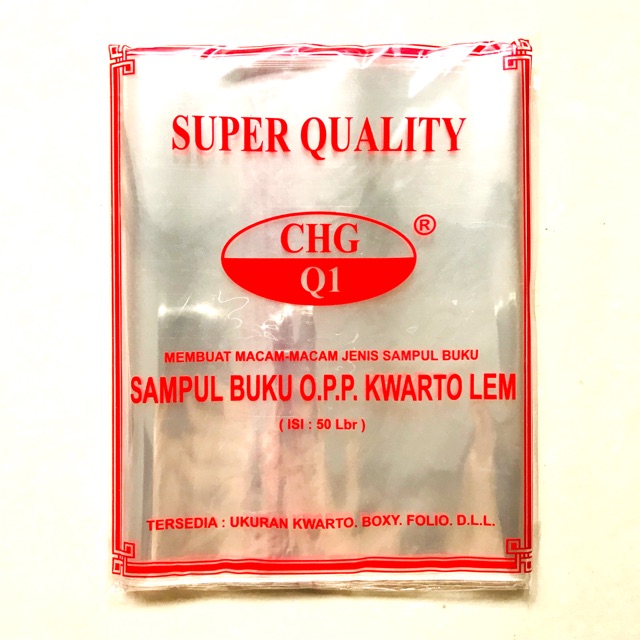 SUPER QUALITY
CHG
®
Q1
MEMBUAT MACAM-MACAM JENIS SAMPUL BUKU
SAMPUL BUKU O.P.P. KWARTO LEM
( ISI : 50 Lbr )
TERSEDIA : UKURAN KWARTO. BOXY. FOLIO. D.L.L.